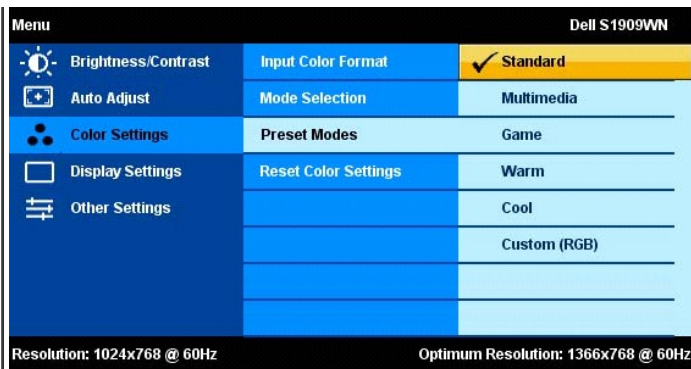 Menu Dell S1909WN
Brightness/Contrast Input Color Format Standard
Auto Adjust Mode Selection Multimedia
Color Settings Preset Modes Game
Display Settings Reset Color Settings Warm
Other Settings Cool
Custom (RGB)
Resolution: 1024x768 @ 60Hz Optimum Resolution: 1366x768 @ 60Hz